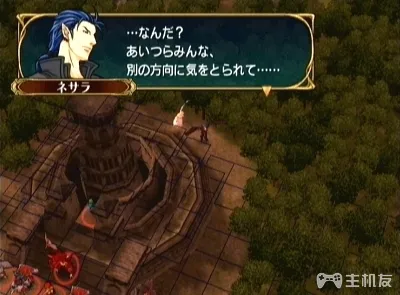 …なんだ？
あいつらみんな、
別の方向に気をとられて……
ネサラ
主机友